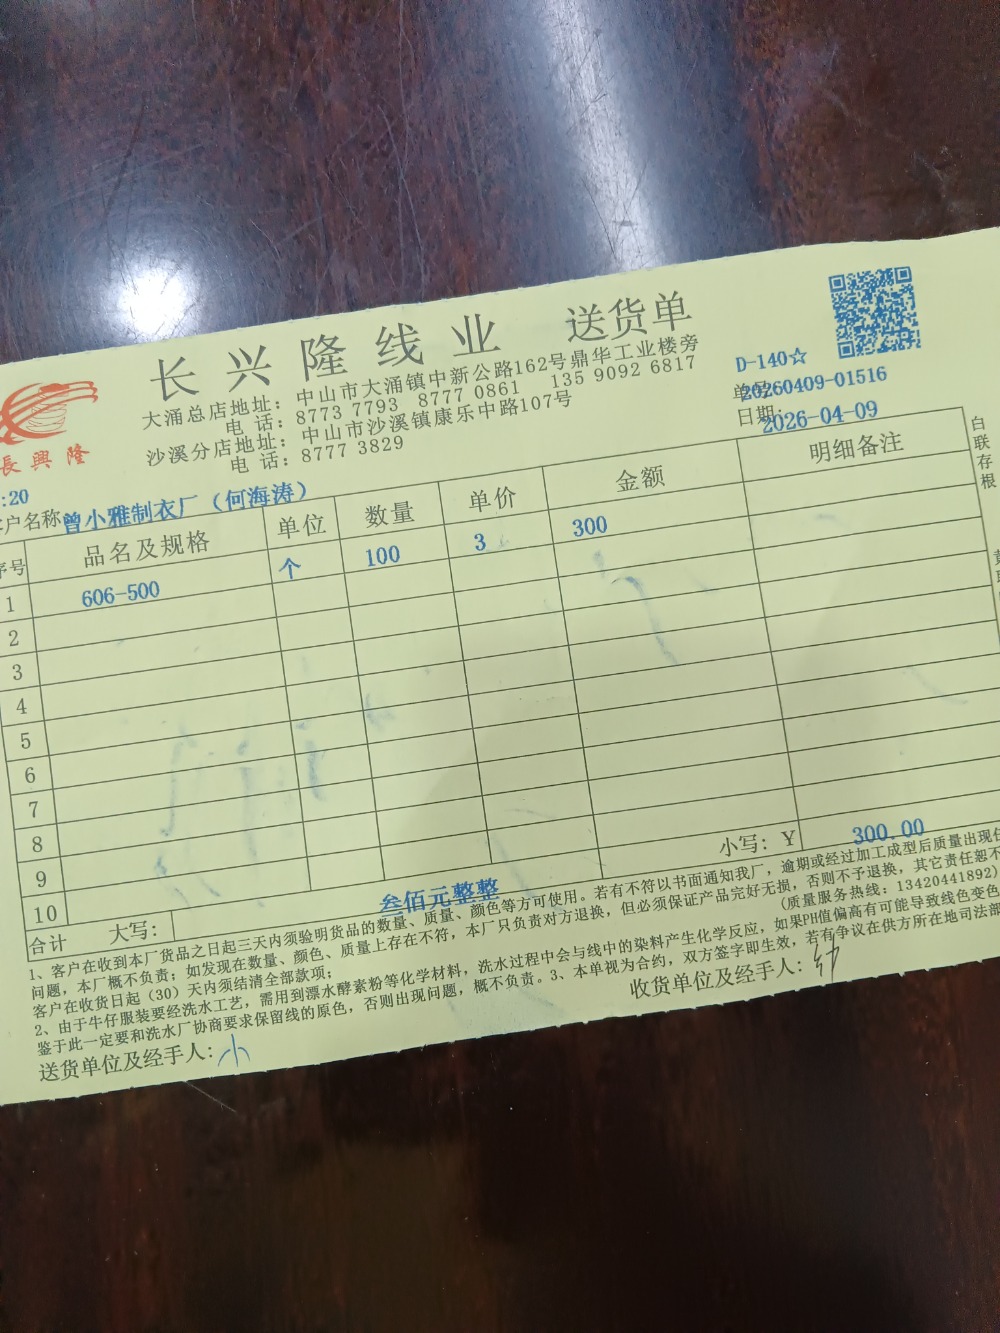 长兴隆线业 送货单
大涌总店地址：中山市大涌镇中新公路162号鼎华工业楼旁
电 话：8773 7793 8777 0861 135 9092 6817
沙溪分店地址：中山市沙溪镇康乐中路107号
电 话：8777 3829
長興隆
D-140☆
单号:20260409-01516
日期:2026-04-09
:20
户名称 曾小雅制衣厂（何海涛）
序号 品名及规格 单位 数量 单价 金额 明细备注
1 606-500 个 100 3 300
2
3
4
5
6
7
8
9
10
小写：Y 300.00
合计 大写：叁佰元整整
1、客户在收到本厂货品之日起三天内须验明货品的数量、质量、颜色等方可使用。若有不符以书面通知我厂，逾期或经过加工成型后质量出现任
问题，本厂概不负责；如发现在数量、颜色、质量上存在不符，本厂只负责对方退换，但必须保证产品完好无损，否则不予退换，其它责任恕不
客户在收货日起（30）天内须结清全部款项； (质量服务热线：13420441892)
2、由于牛仔服装要经洗水工艺，需用到漂水酵素粉等化学材料，洗水过程中会与线中的染料产生化学反应，如果PH值偏高有可能导致线色变色
鉴于此一定要和洗水厂协商要求保留线的原色，否则出现问题，概不负责。3、本单视为合约，双方签字即生效，若有争议在供方所在地司法部
送货单位及经手人：小
收货单位及经手人：
白联存根